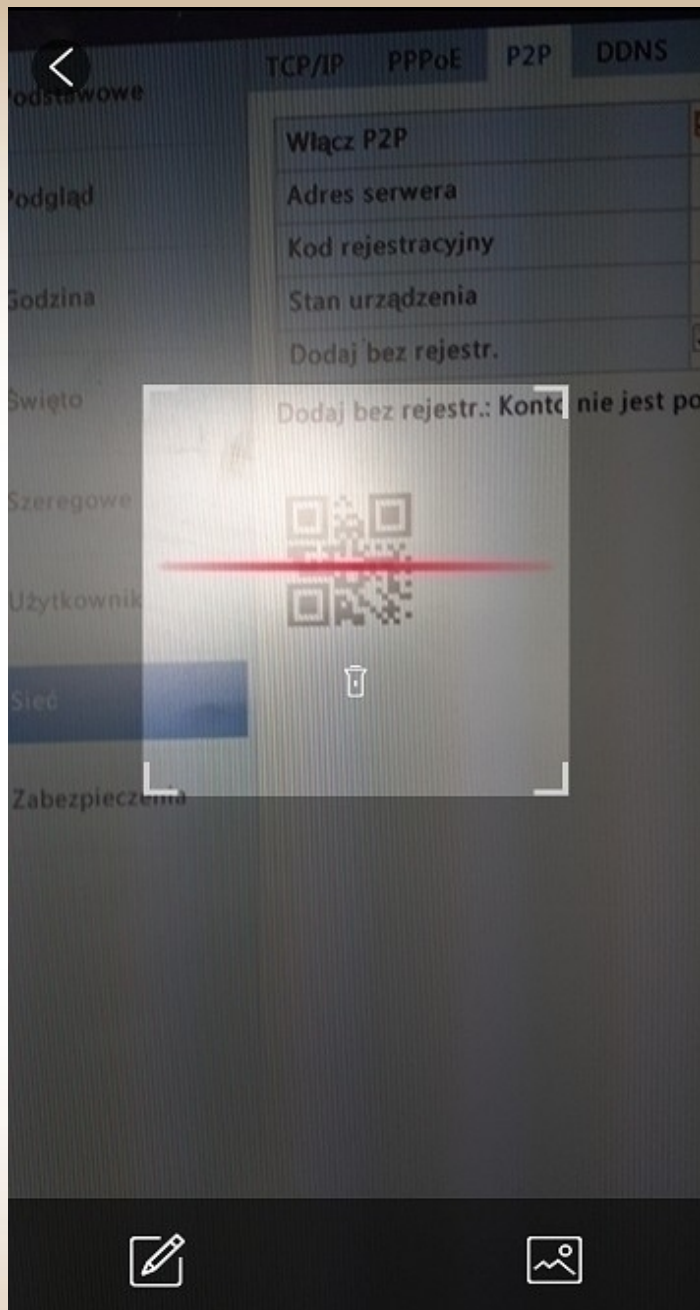 TCP/IP PPPoE P2P DDNS
Podstawowe
Włącz P2P
Podgląd
Adres serwera
Kod rejestracyjny
Godzina
Stan urządzenia
Dodaj bez rejestr.
Święto
Dodaj bez rejestr.: Konto nie jest po
Szeregowe
Użytkownik
Sieć
Zabezpieczenia